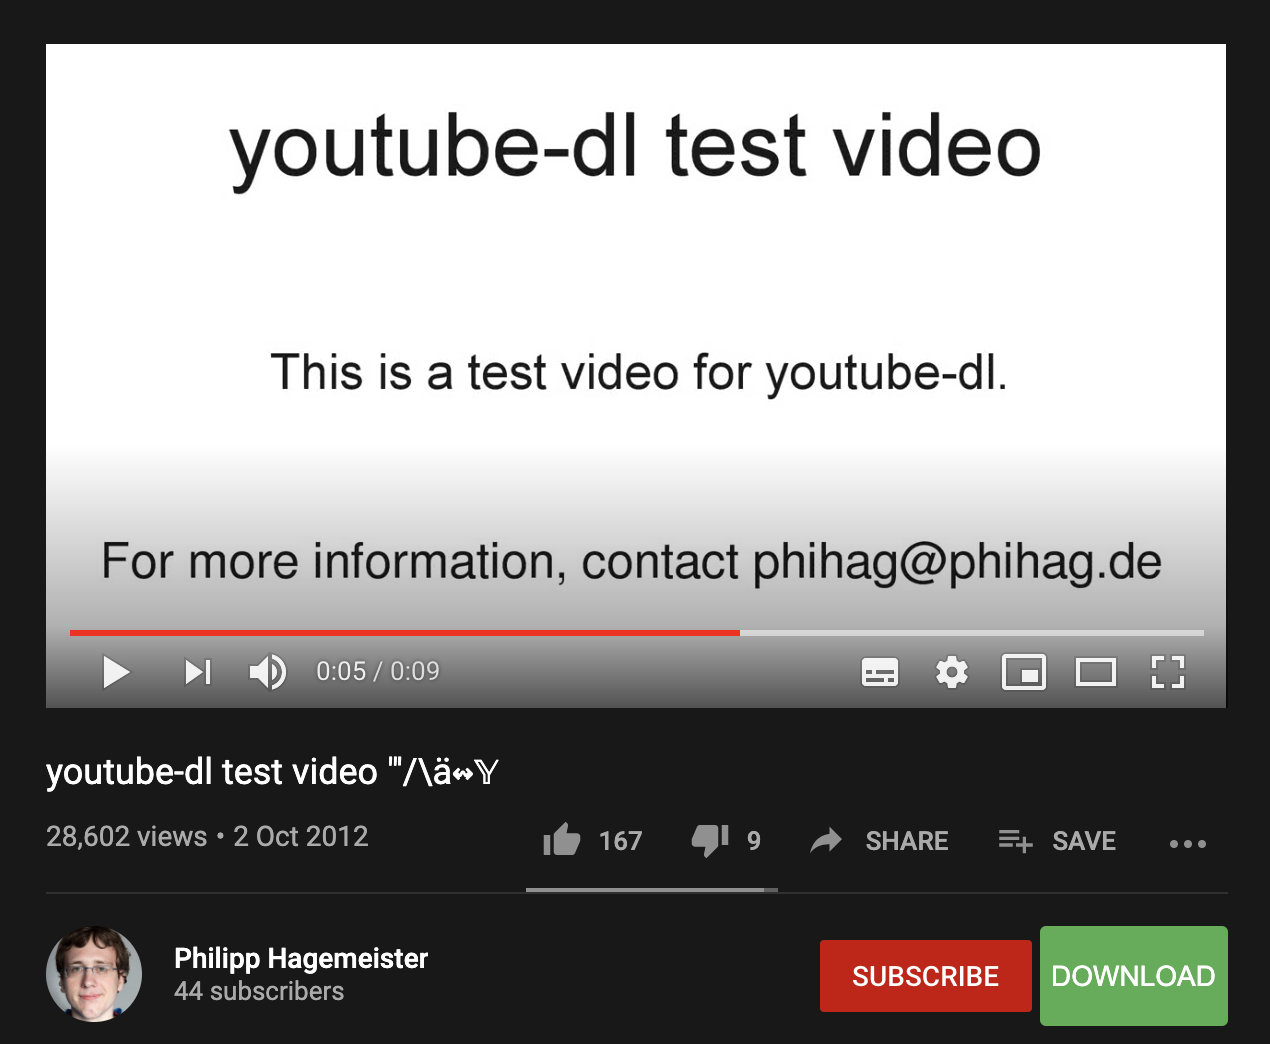 youtube-dl test video
This is a test video for youtube-dl.
For more information, contact phihag@phihag.de
0:05 / 0:09
youtube-dl test video "'/\ä↭𝕐
28,602 views • 2 Oct 2012
167
9
SHARE
SAVE
Philipp Hagemeister
44 subscribers
SUBSCRIBE
DOWNLOAD